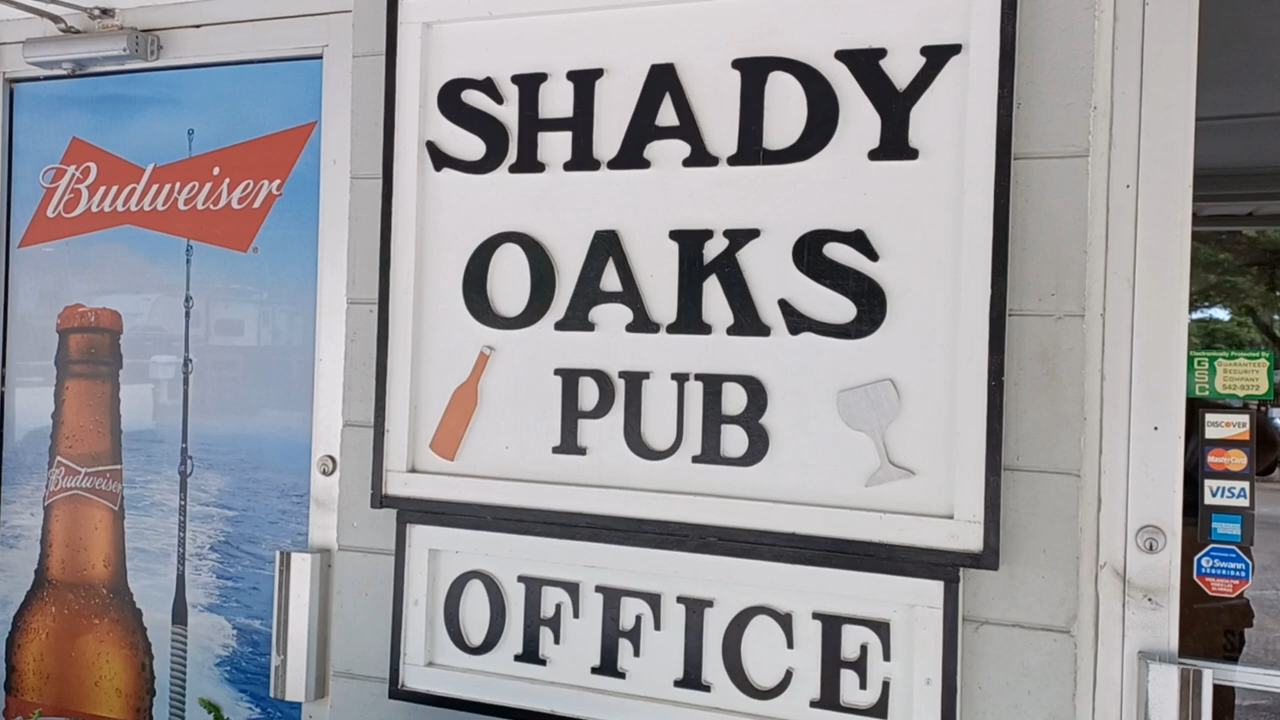 Budweiser
Budweiser
SHADY
OAKS
PUB
OFFICE
Electronically Protected By
GSC
GUARANTEED
SECURITY
COMPANY
542-9372
DISCOVER
MasterCard
VISA
Swann
SEGURIDAD